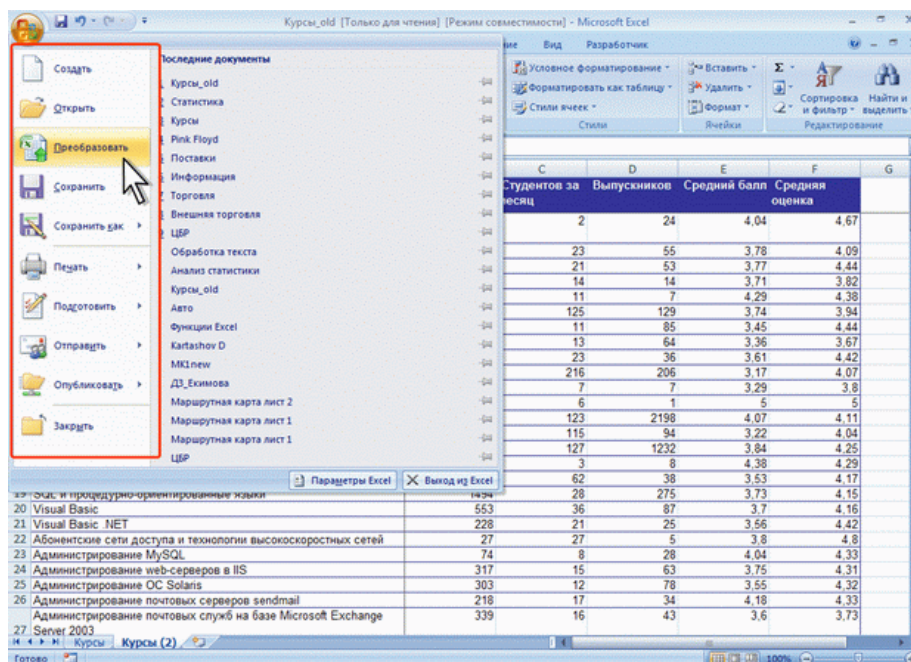 Курсы_old [Только для чтения] [Режим совместимости] - Microsoft Excel
Вид Разработчик
Создать
Открыть
Преобразовать
Сохранить
Сохранить как
Печать
Подготовить
Отправить
Опубликовать
Закрыть
Последние документы
Курсы_old
Статистика
Курсы
Pink Floyd
Поставки
Информация
Торговля
Внешняя торговля
ЦБР
Обработка текста
Анализ статистики
Курсы_old
Авто
Функции Excel
Kartashov D
MK1new
ДЗ_Екимова
Маршрутная карта лист 2
Маршрутная карта лист 1
Маршрутная карта лист 1
ЦБР
Параметры Excel Выход из Excel
Условное форматирование
Форматировать как таблицу
Стили ячеек
Стили
Вставить
Удалить
Формат
Ячейки
Σ
Сортировка и фильтр
Найти и выделить
Редактирование
C D E F G
Студентов за месяц Выпускников Средний балл Средняя оценка
2 24 4,04 4,67
23 55 3,78 4,09
21 53 3,77 4,44
14 14 3,71 3,82
11 7 4,29 4,38
125 129 3,74 3,94
11 85 3,45 4,44
13 64 3,36 3,67
23 36 3,61 4,42
216 206 3,17 4,07
7 7 3,29 3,8
6 1 5 5
123 2198 4,07 4,11
115 94 3,22 4,04
127 1232 3,84 4,25
3 8 4,38 4,29
62 38 3,53 4,17
19 SQL и процедурно-ориентированные языки 1494 28 275 3,73 4,15
20 Visual Basic 553 36 87 3,7 4,16
21 Visual Basic .NET 228 21 25 3,56 4,42
22 Абонентские сети доступа и технологии высокоскоростных сетей 27 27 5 3,8 4,8
23 Администрирование MySQL 74 8 28 4,04 4,33
24 Администрирование web-серверов в IIS 317 15 63 3,75 4,31
25 Администрирование ОС Solaris 303 12 78 3,55 4,32
26 Администрирование почтовых серверов sendmail 218 17 34 4,18 4,33
Администрирование почтовых служб на базе Microsoft Exchange 339 16 43 3,6 3,73
27 Server 2003
Курсы Курсы (2)
Готово 100%